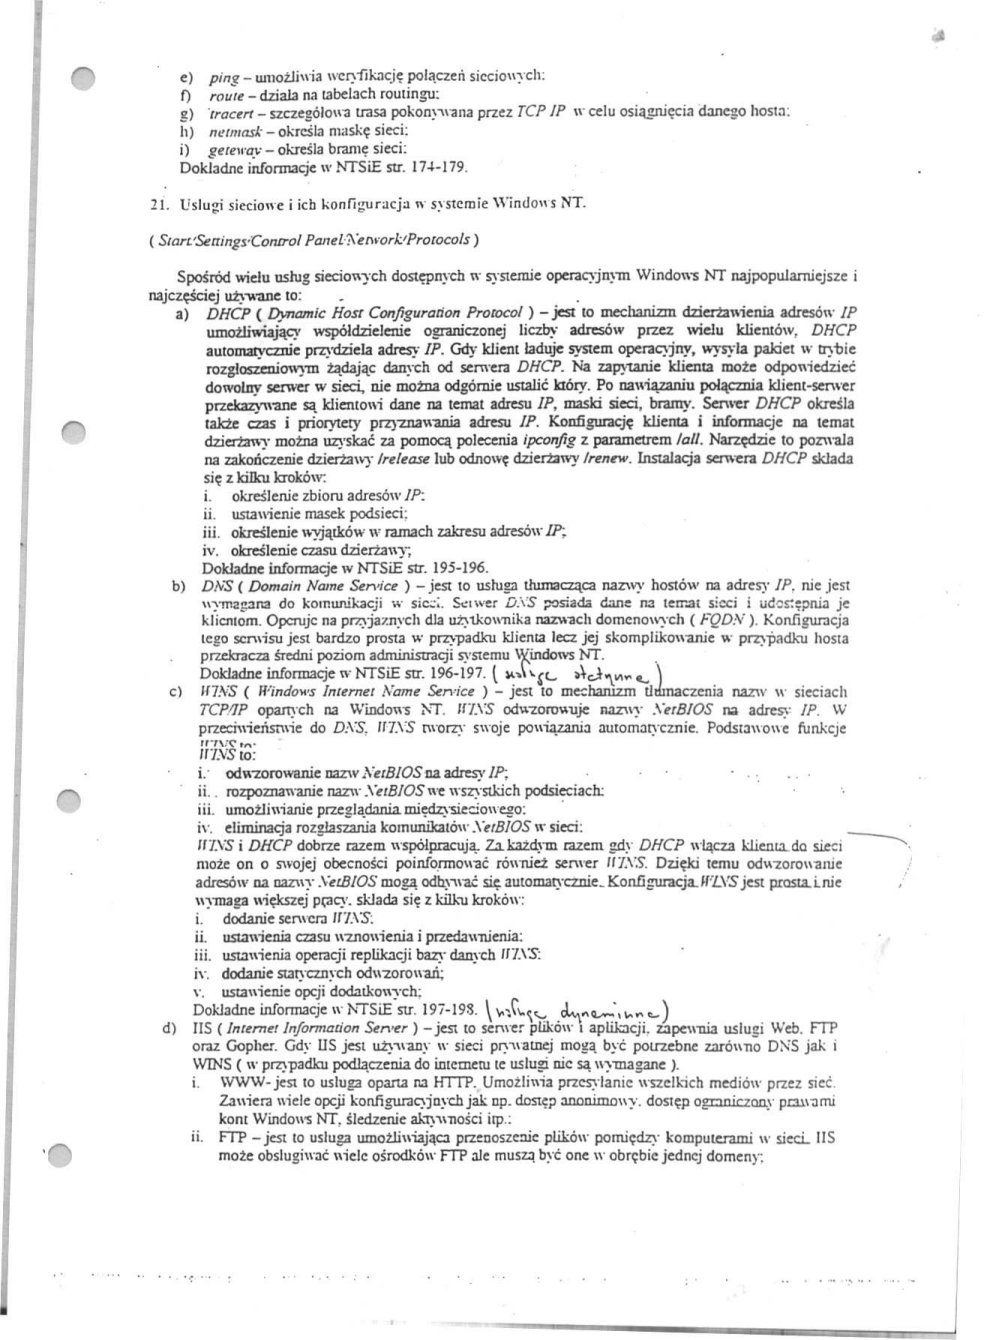 e) ping – umożliwia weryfikację połączeń sieciowych:
f) route – działa na tabelach routingu:
g) tracert – szczegółowa trasa pokonywana przez TCP IP w celu osiągnięcia danego hosta:
h) netmask – określa maskę sieci:
i) geteway – określa bramę sieci:
Dokładne informacje w NTSiE str. 174-179.
21. Usługi sieciowe i ich konfiguracja w systemie Windows NT.
( Start/Settings/Control Panel/Network/Protocols )
Spośród wielu usług sieciowych dostępnych w systemie operacyjnym Windows NT najpopularniejsze i
najczęściej używane to:
a) DHCP ( Dynamic Host Configuration Protocol ) – jest to mechanizm dzierżawienia adresów IP
umożliwiający współdzielenie ograniczonej liczby adresów przez wielu klientów, DHCP
automatycznie przydziela adresy IP. Gdy klient ładuje system operacyjny, wysyła pakiet w trybie
rozgłoszeniowym żądając danych od serwera DHCP. Na zapytanie klienta może odpowiedzieć
dowolny serwer w sieci, nie można odgórnie ustalić który. Po nawiązaniu połącznia klient-serwer
przekazywane są klientowi dane na temat adresu IP, maski sieci, bramy. Serwer DHCP określa
także czas i priorytety przyznawania adresu IP. Konfigurację klienta i informacje na temat
dzierżawy można uzyskać za pomocą polecenia ipconfig z parametrem /all. Narzędzie to pozwala
na zakończenie dzierżawy /release lub odnowę dzierżawy /renew. Instalacja serwera DHCP składa
się z kilku kroków:
i. określenie zbioru adresów IP:
ii. ustawienie masek podsieci;
iii. określenie wyjątków w ramach zakresu adresów IP;
iv. określenie czasu dzierżawy;
Dokładne informacje w NTSiE str. 195-196.
b) DNS ( Domain Name Service ) – jest to usługa tłumacząca nazwy hostów na adresy IP, nie jest
wymagana do komunikacji w sieci. Serwer DNS posiada dane na temat sieci i udostępnia je
klientom. Operuje na przyjaznych dla użytkownika nazwach domenowych ( FQDN ). Konfiguracja
tego serwisu jest bardzo prosta w przypadku klienta lecz jej skomplikowanie w przypadku hosta
przekracza średni poziom administracji systemu Windows NT.
Dokładne informacje w NTSiE str. 196-197. ( usługa statyczna )
c) WINS ( Windows Internet Name Service ) – jest to mechanizm tłumaczenia nazw w sieciach
TCP/IP opartych na Windows NT. WINS odwzorowuje nazwy NetBIOS na adresy IP. W
przeciwieństwie do DNS, WINS tworzy swoje powiązania automatycznie. Podstawowe funkcje
WINS to:
i. odwzorowanie nazw NetBIOS na adresy IP;
ii. rozpoznawanie nazw NetBIOS we wszystkich podsieciach:
iii. umożliwianie przeglądania międzysieciowego:
iv. eliminacja rozgłaszania komunikatów NetBIOS w sieci:
WINS i DHCP dobrze razem współpracują. Za każdym razem gdy DHCP włącza klienta do sieci
może on o swojej obecności poinformować również serwer WINS. Dzięki temu odwzorowanie
adresów na nazwy NetBIOS mogą odbywać się automatycznie. Konfiguracja WINS jest prosta i nie
wymaga większej pracy. składa się z kilku kroków:
i. dodanie serwera WINS:
ii. ustawienia czasu wznowienia i przedawnienia:
iii. ustawienia operacji replikacji bazy danych WINS:
iv. dodanie statycznych odwzorowań;
v. ustawienie opcji dodatkowych;
Dokładne informacje w NTSiE str. 197-198. ( usługa dynamiczna )
d) IIS ( Internet Information Server ) – jest to serwer plików i aplikacji, zapewnia usługi Web. FTP
oraz Gopher. Gdy IIS jest używany w sieci prywatnej mogą być potrzebne zarówno DNS jak i
WINS ( w przypadku podłączenia do internetu te usługi nie są wymagane ).
i. WWW- jest to usługa oparta na HTTP. Umożliwia przesyłanie wszelkich mediów przez sieć.
Zawiera wiele opcji konfiguracyjnych jak np. dostęp anonimowy. dostęp ograniczony prawami
kont Windows NT, śledzenie aktywności itp.:
ii. FTP – jest to usługa umożliwiająca przenoszenie plików pomiędzy komputerami w sieci. IIS
może obsługiwać wiele ośrodków FTP ale muszą być one w obrębie jednej domeny;